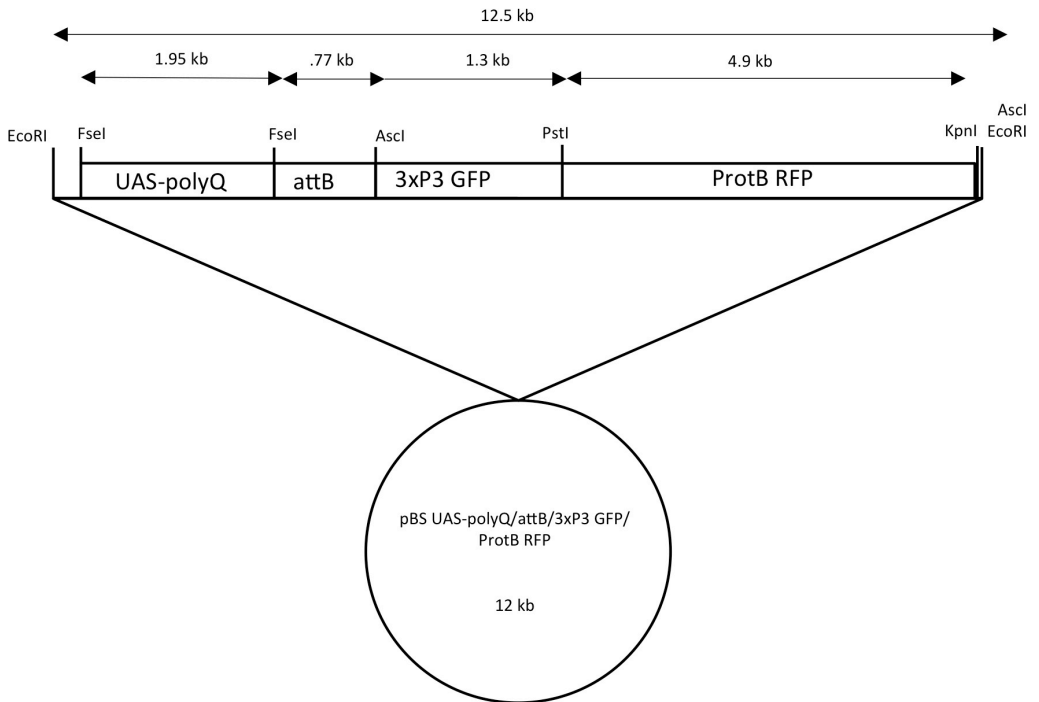 12.5 kb
1.95 kb .77 kb 1.3 kb 4.9 kb
AscI
EcoRI FseI FseI AscI PstI KpnI EcoRI
UAS-polyQ attB 3xP3 GFP ProtB RFP
pBS UAS-polyQ/attB/3xP3 GFP/
ProtB RFP
12 kb